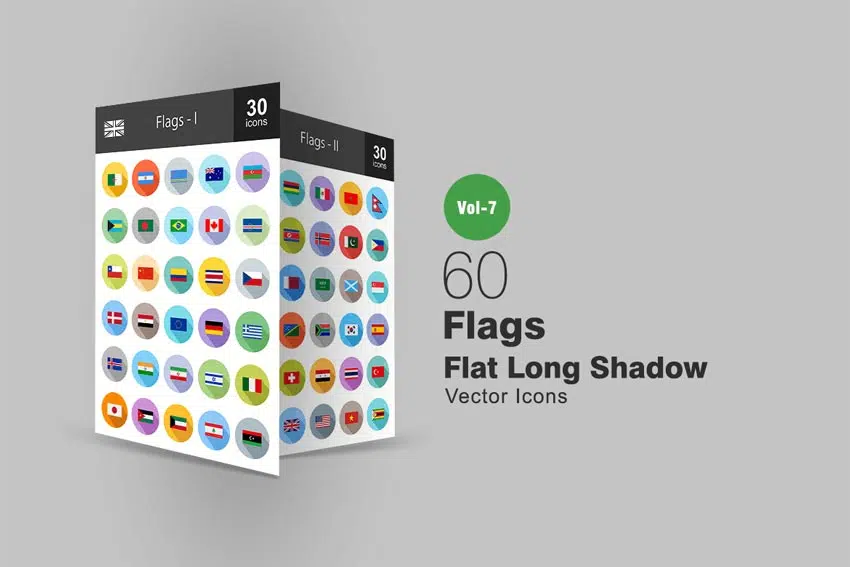 Flags - I
30
icons
Flags - II
30
icons
Vol-7
60
Flags
Flat Long Shadow
Vector Icons